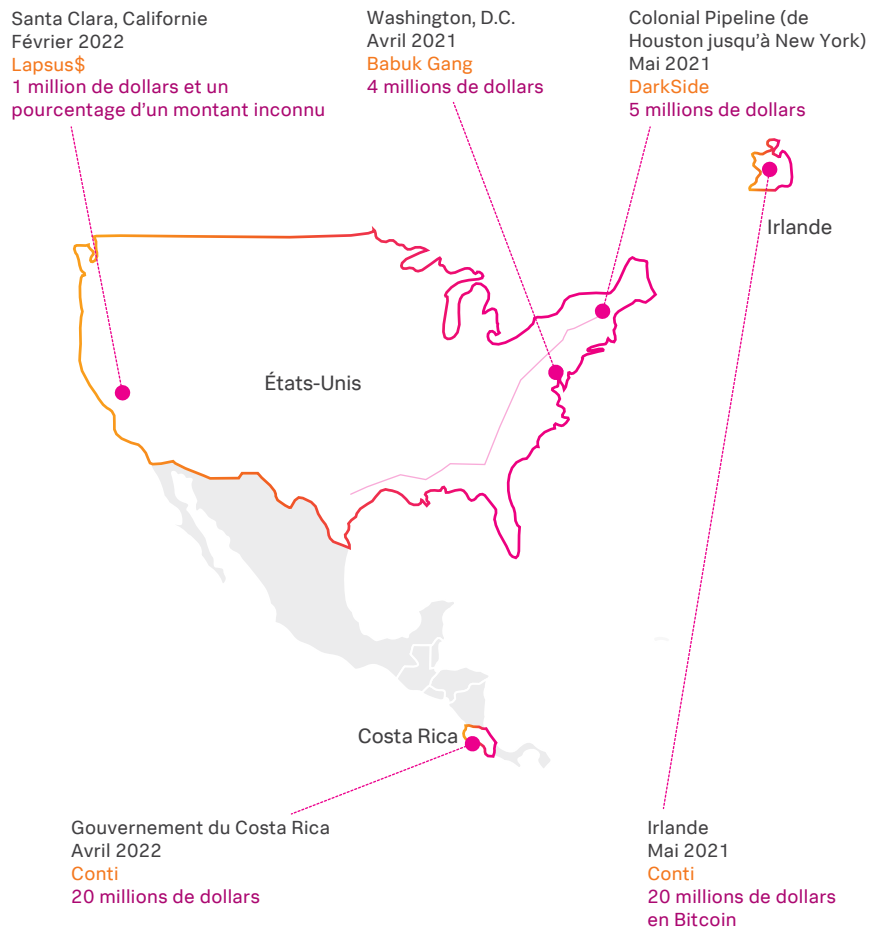 Santa Clara, Californie
Février 2022
Lapsus$
1 million de dollars et un
pourcentage d’un montant inconnu
Washington, D.C.
Avril 2021
Babuk Gang
4 millions de dollars
Colonial Pipeline (de
Houston jusqu’à New York)
Mai 2021
DarkSide
5 millions de dollars
Irlande
États-Unis
Costa Rica
Gouvernement du Costa Rica
Avril 2022
Conti
20 millions de dollars
Irlande
Mai 2021
Conti
20 millions de dollars
en Bitcoin